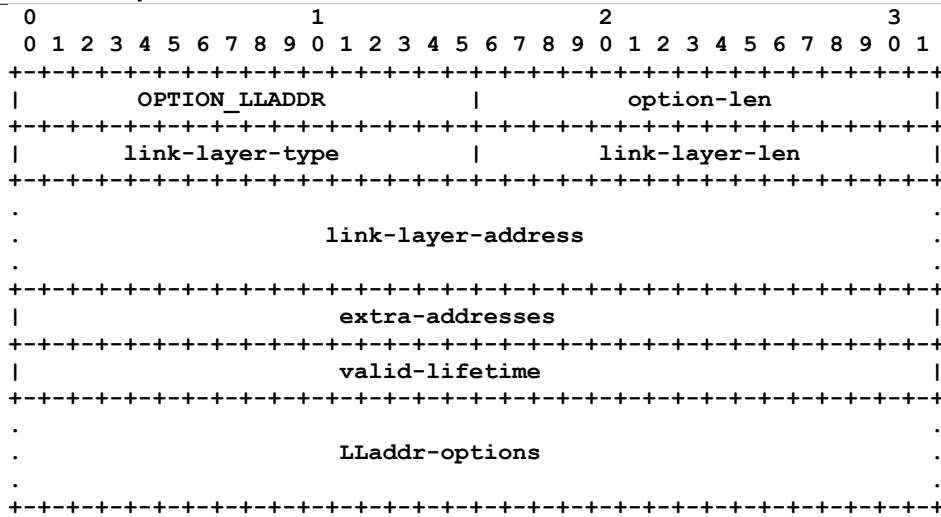 0                   1                   2                   3
 0 1 2 3 4 5 6 7 8 9 0 1 2 3 4 5 6 7 8 9 0 1 2 3 4 5 6 7 8 9 0 1
+-+-+-+-+-+-+-+-+-+-+-+-+-+-+-+-+-+-+-+-+-+-+-+-+-+-+-+-+-+-+-+-+
|        OPTION_LLADDR          |          option-len           |
+-+-+-+-+-+-+-+-+-+-+-+-+-+-+-+-+-+-+-+-+-+-+-+-+-+-+-+-+-+-+-+-+
|       link-layer-type         |        link-layer-len         |
+-+-+-+-+-+-+-+-+-+-+-+-+-+-+-+-+-+-+-+-+-+-+-+-+-+-+-+-+-+-+-+-+
.                                                               .
.                     link-layer-address                        .
.                                                               .
+-+-+-+-+-+-+-+-+-+-+-+-+-+-+-+-+-+-+-+-+-+-+-+-+-+-+-+-+-+-+-+-+
|                      extra-addresses                          |
+-+-+-+-+-+-+-+-+-+-+-+-+-+-+-+-+-+-+-+-+-+-+-+-+-+-+-+-+-+-+-+-+
|                      valid-lifetime                           |
+-+-+-+-+-+-+-+-+-+-+-+-+-+-+-+-+-+-+-+-+-+-+-+-+-+-+-+-+-+-+-+-+
.                                                               .
.                      LLaddr-options                           .
.                                                               .
+-+-+-+-+-+-+-+-+-+-+-+-+-+-+-+-+-+-+-+-+-+-+-+-+-+-+-+-+-+-+-+-+